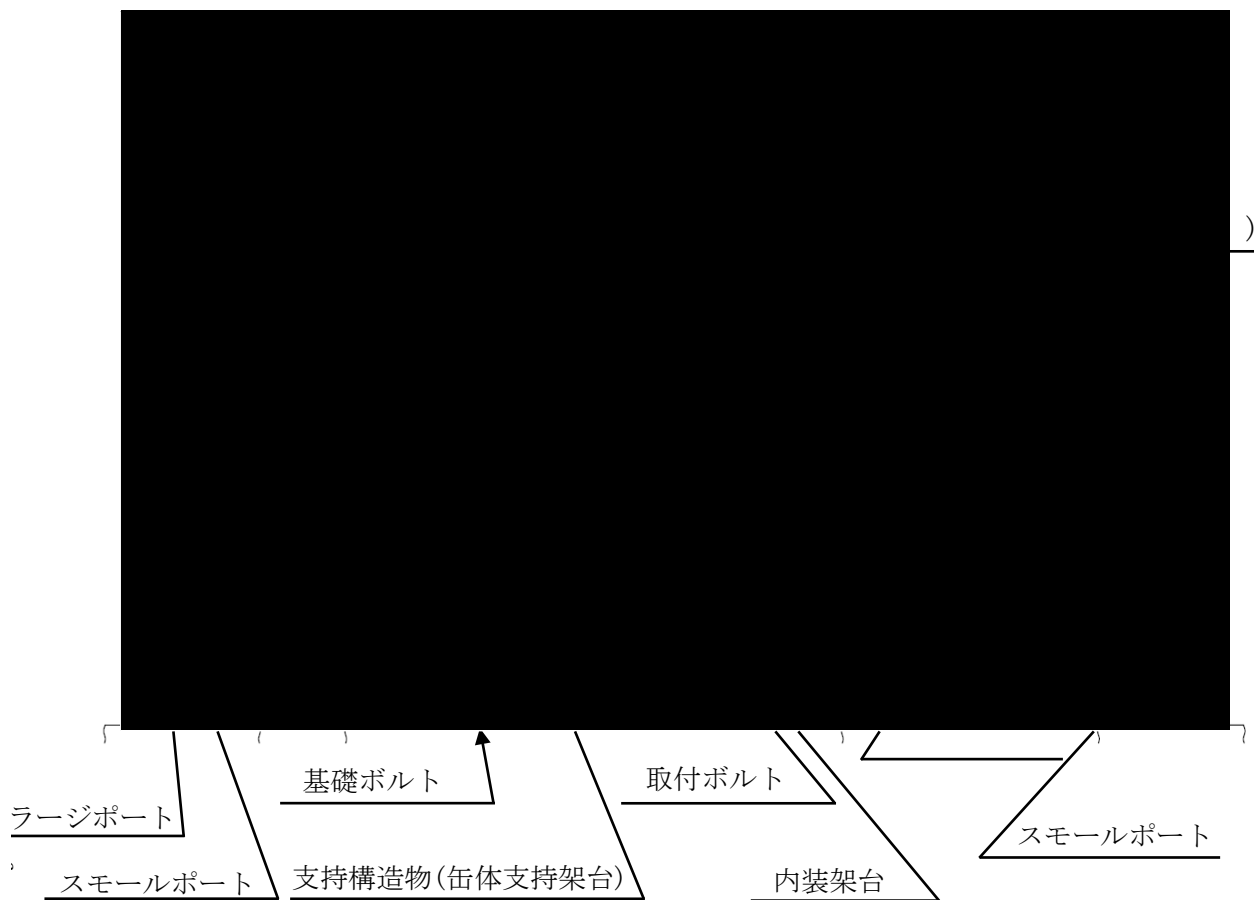 )
基礎ボルト
取付ボルト
ラージポート
スモールポート
スモールポート
支持構造物(缶体支持架台)
内装架台